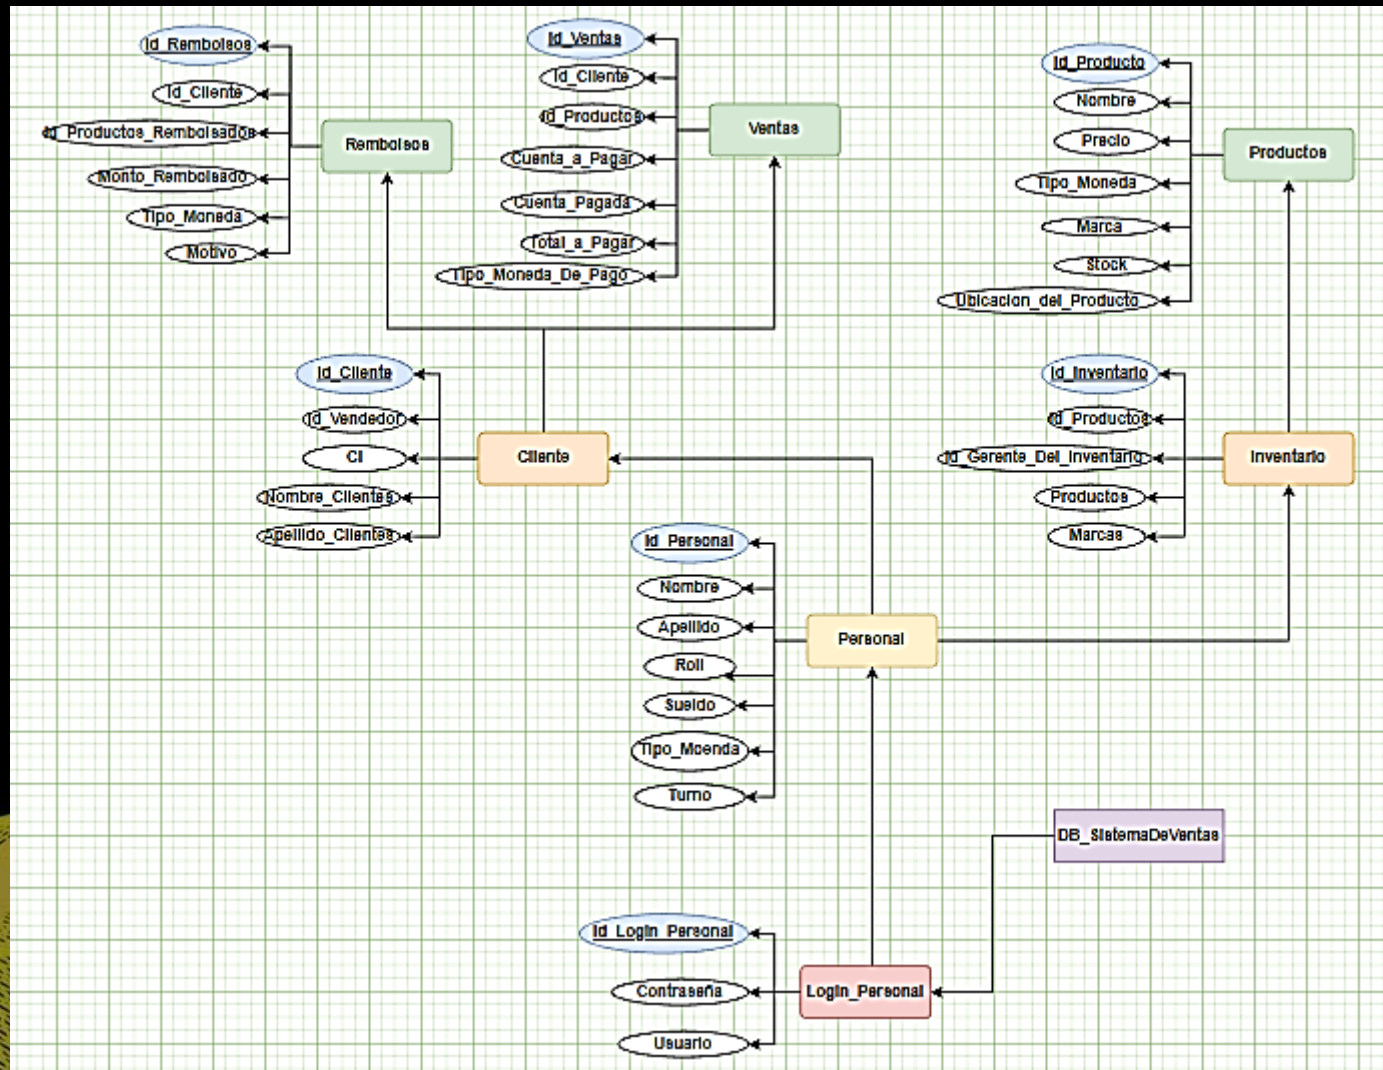 Id_Rembolsos
Id_Cliente
Id_Productos_Rembolsados
Monto_Rembolsado
Tipo_Moneda
Motivo
Rembolsos
Id_Ventas
Id_Cliente
Id_Productos
Cuenta_a_Pagar
Cuenta_Pagada
Total_a_Pagar
Tipo_Moneda_De_Pago
Ventas
Id_Producto
Nombre
Precio
Tipo_Moneda
Marca
Stock
Ubicacion_del_Producto
Productos
Id_Cliente
Id_Vendedor
CI
Nombre_Clientes
Apellido_Clientes
Cliente
Id_Inventario
Id_Productos
Id_Gerente_Del_Inventario
Productos
Marcas
Inventario
Id_Personal
Nombre
Apellido
Roll
Sueldo
Tipo_Moenda
Turno
Personal
DB_SistemaDeVentas
Id_Login_Personal
Contraseña
Usuario
Login_Personal